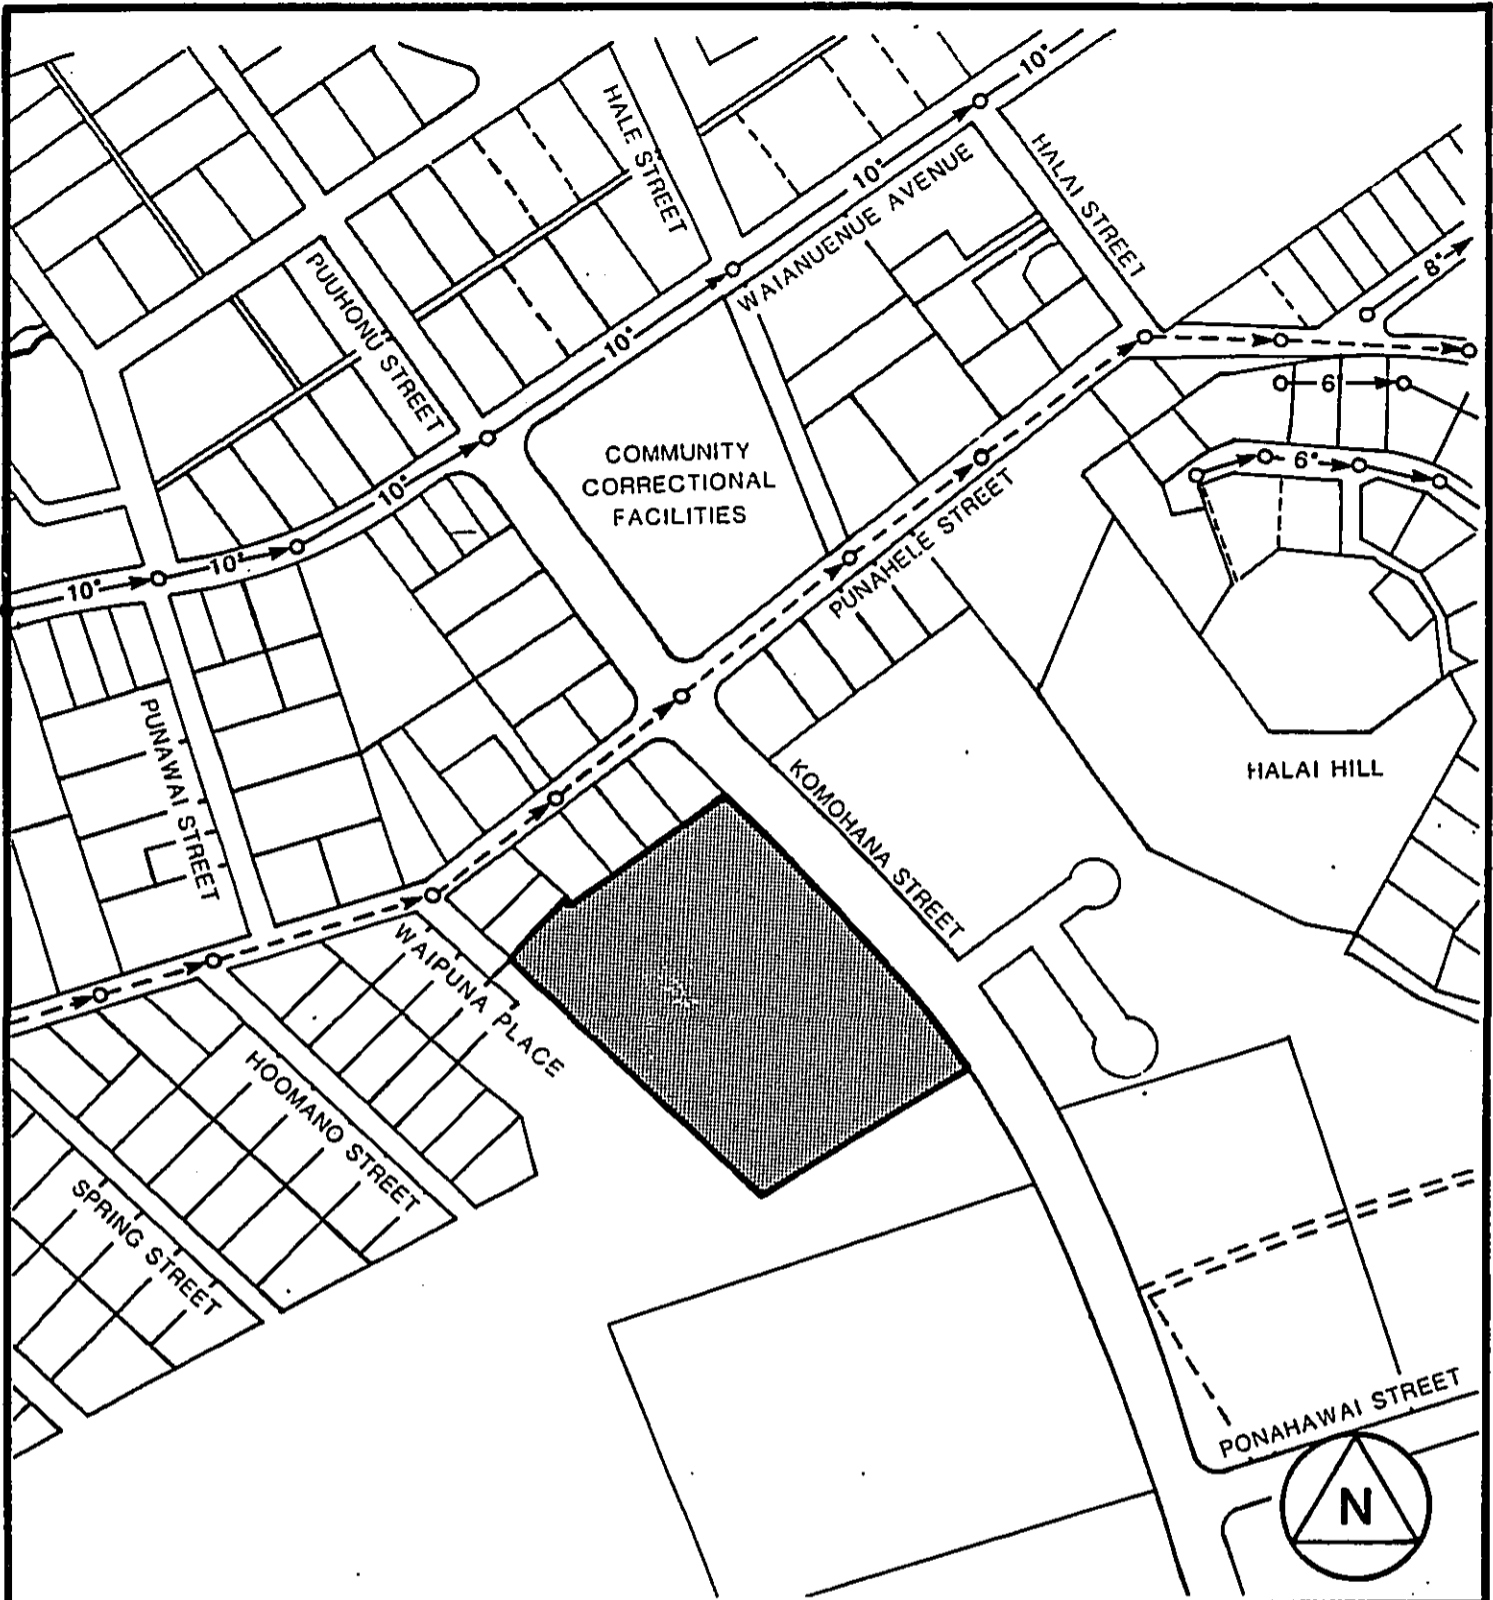 10"
HALE STREET
HALAI STREET
10"
WAIANUENUE AVENUE
8"
PUUHONU STREET
10"
6"
COMMUNITY
CORRECTIONAL
FACILITIES
6"
10"
PUNAHELE STREET
10"
10"
PUNAWAI STREET
HALAI HILL
KOMOHANA STREET
WAIPUNA PLACE
HOOMANO STREET
SPRING STREET
PONAHAWAI STREET
N